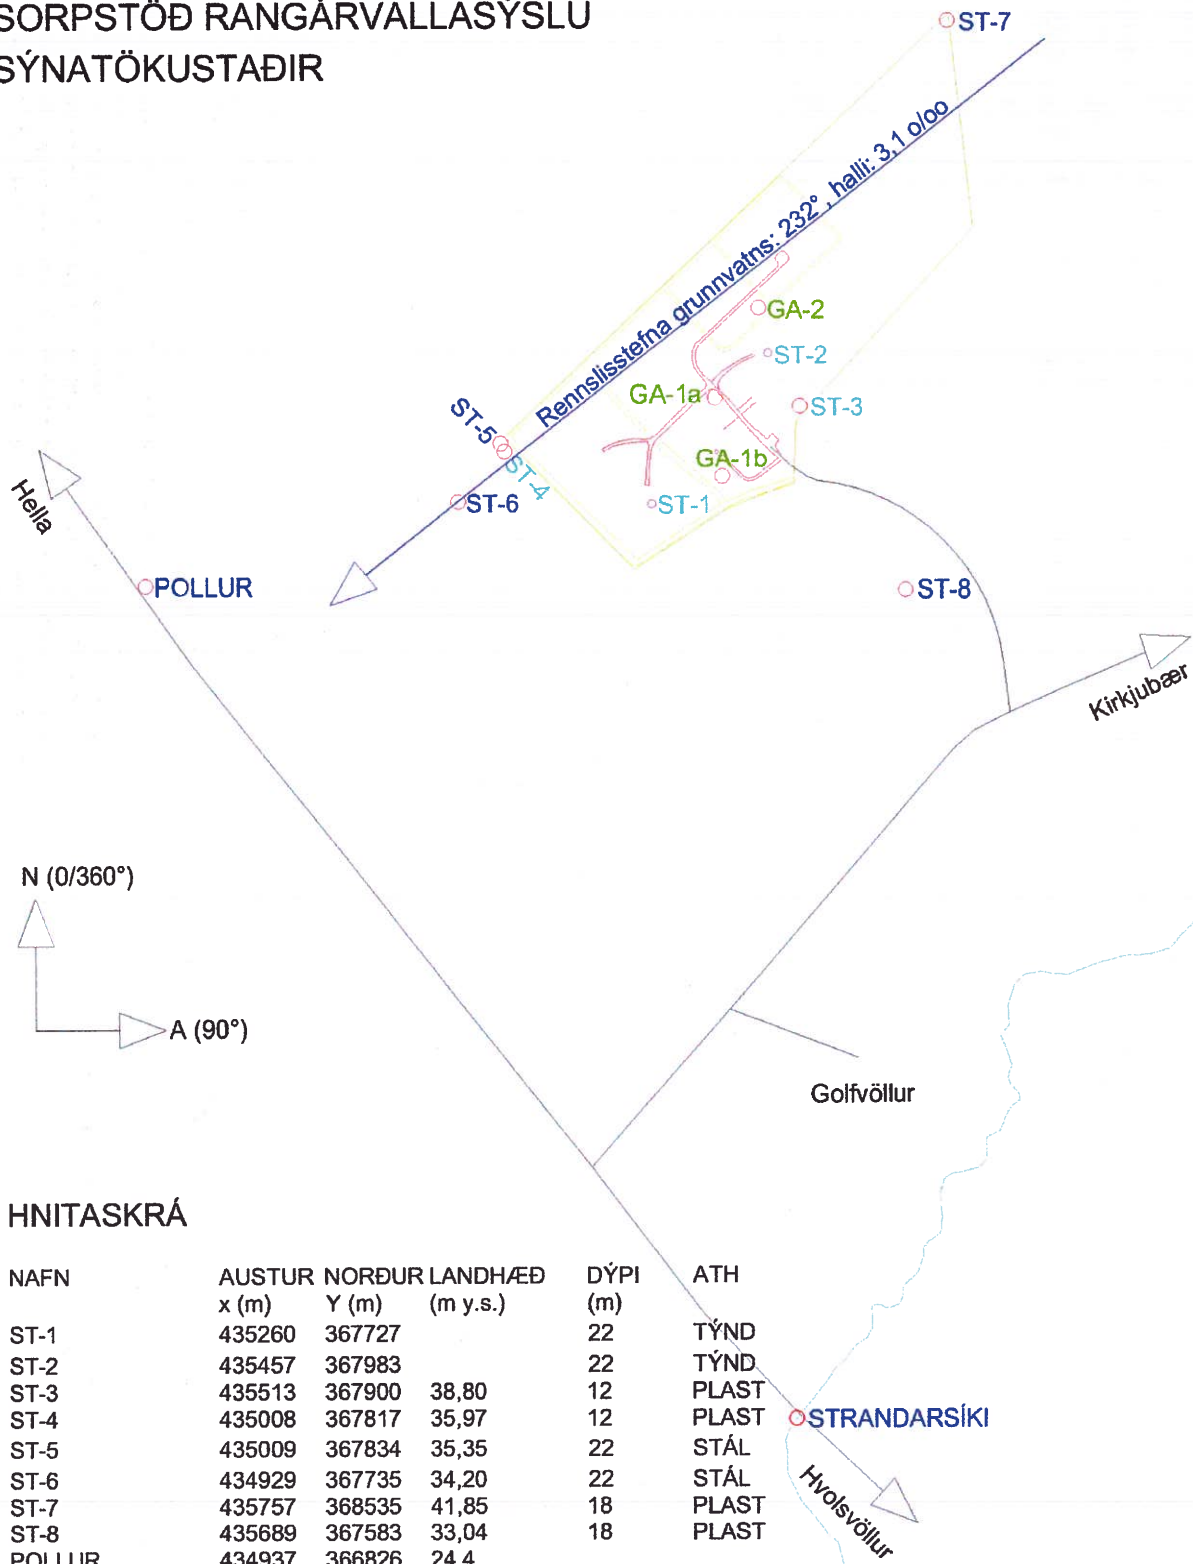 SORPSTÖÐ RANGÁRVALLASÝSLU
SÝNATÖKUSTAÐIR
ST-7
Rennslisstefna grunnvatns: 232°, halli: 3,1 o/oo
GA-2
ST-2
GA-1a
ST-3
ST-5
ST-4
GA-1b
ST-6
ST-1
Hella
POLLUR
ST-8
Kirkjubær
N (0/360°)
A (90°)
Golfvöllur
HNITASKRÁ
NAFN AUSTUR NORÐUR LANDHÆÐ DÝPI ATH
x (m) Y (m) (m y.s.) (m)
ST-1 435260 367727 22 TÝND
ST-2 435457 367983 22 TÝND
ST-3 435513 367900 38,80 12 PLAST
ST-4 435008 367817 35,97 12 PLAST
ST-5 435009 367834 35,35 22 STÁL
ST-6 434929 367735 34,20 22 STÁL
ST-7 435757 368535 41,85 18 PLAST
ST-8 435689 367583 33,04 18 PLAST
POLLUR 434937 366826 24,4
STRANDARSÍKI
Hvolsvöllur